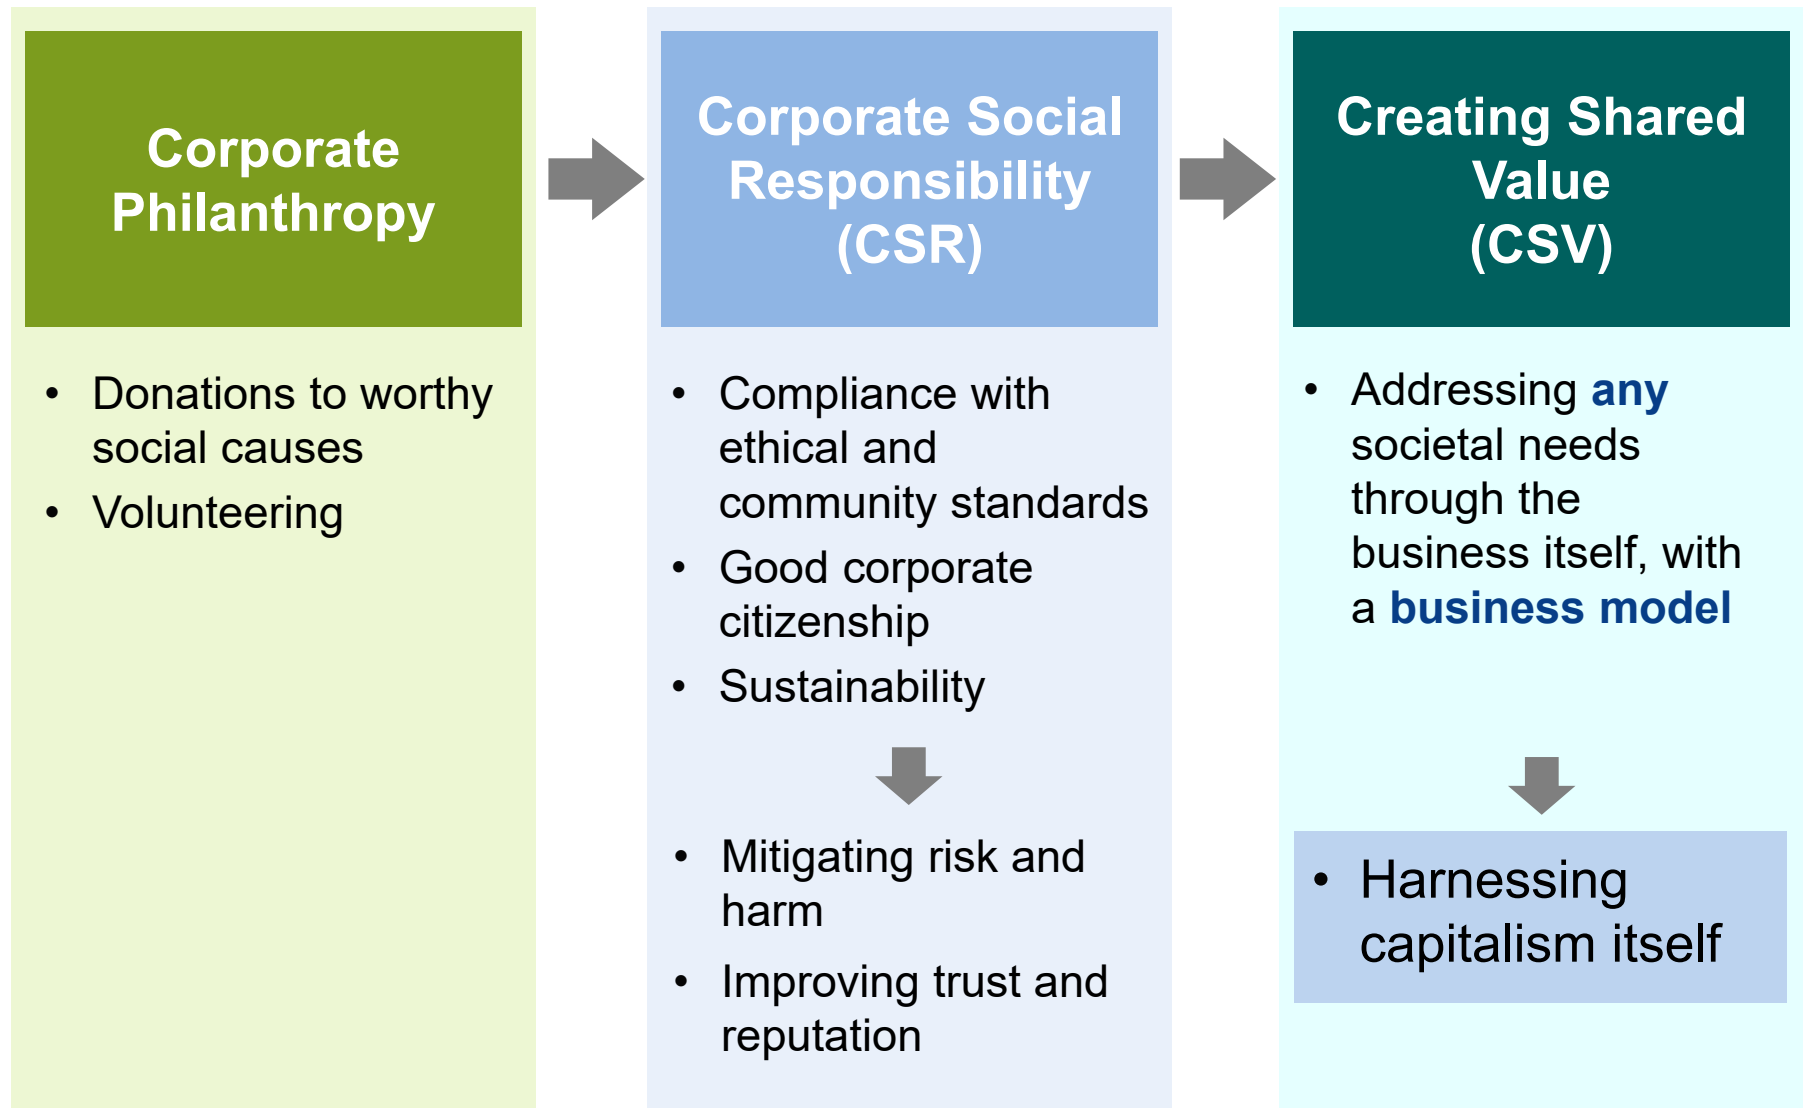 Corporate
Philanthropy
• Donations to worthy
social causes
• Volunteering
Corporate Social
Responsibility
(CSR)
• Compliance with
ethical and
community standards
• Good corporate
citizenship
• Sustainability
• Mitigating risk and
harm
• Improving trust and
reputation
Creating Shared
Value
(CSV)
• Addressing any
societal needs
through the
business itself, with
a business model
• Harnessing
capitalism itself